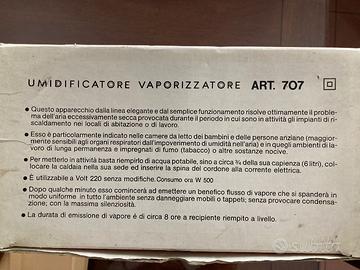 UMIDIFICATORE VAPORIZZATORE ART. 707
● Questo apparecchio dalla linea elegante e dal semplice funzionamento risolve ottimamente il proble-
ma dell'aria eccessivamente secca provocata durante il periodo in cui sono in attività gli impianti di ri-
scaldamento nei locali di abitazione o di lavoro.
● Esso è particolarmente indicato nelle camere da letto dei bambini e delle persone anziane (maggior-
mente sensibili agli organi respiratori dall'impoverimento di umidità nell'aria) e in quegli ambienti di la-
voro di lunga permanenza e impregnati di fumo (tabacco) o altre sostanze nocive.
● Per metterlo in attività basta riempirlo di acqua potabile, sino a circa ¾ della sua capienza (6 litri), col-
locare la caldaia nella sua sede ed inserire la spina del cordone alla corrente elettrica.
● È utilizzabile a Volt 220 senza modifiche. Consumo ora W 500
● Dopo qualche minuto esso comincerà ad emettere un benefico flusso di vapore che si spanderà in
modo uniforme in tutto l'ambiente senza danneggiare mobili o tappeti; senza provocare condensa-
zione; con la massima silenziosità.
● La durata di emissione di vapore è di circa 8 ore a recipiente riempito a livello.
subito